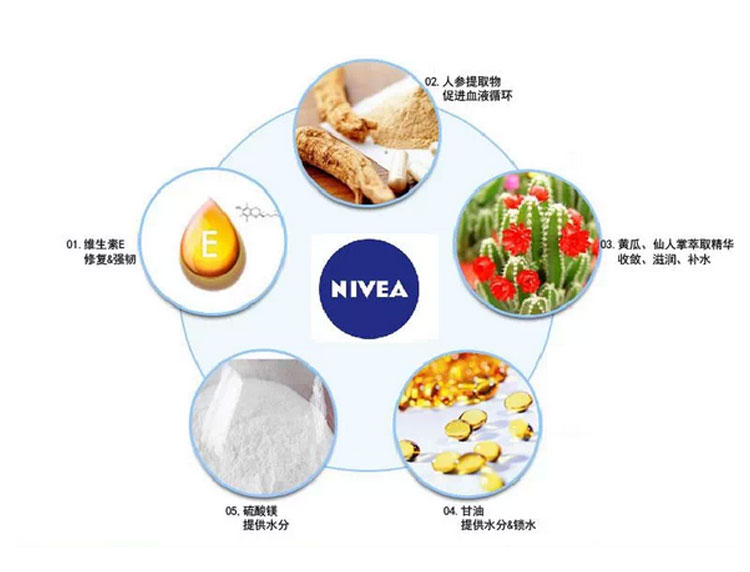 02. 人参提取物
促进血液循环
E
01. 维生素E
修复&强韧
03. 黄瓜、仙人掌萃取精华
收敛、滋润、补水
NIVEA
05. 硫酸镁
提供水分
04. 甘油
提供水分&锁水